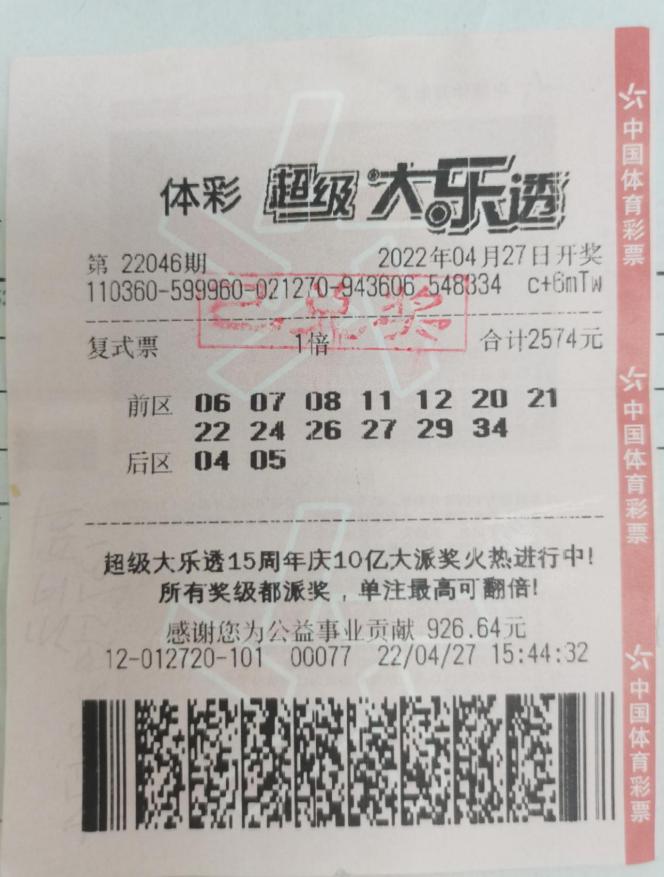 体彩 超级大乐透
第 22046期 2022年04月27日开奖
110360-599960-021270-943606 548334 c+6mTw
已兑奖
复式票 1倍 合计2574元
前区 06 07 08 11 12 20 21
22 24 26 27 29 34
后区 04 05
超级大乐透15周年庆10亿大派奖火热进行中!
所有奖级都派奖，单注最高可翻倍!
感谢您为公益事业贡献 926.64元
12-012720-101 00077 22/04/27 15:44:32
中国体育彩票
中国体育彩票
中国体育彩票